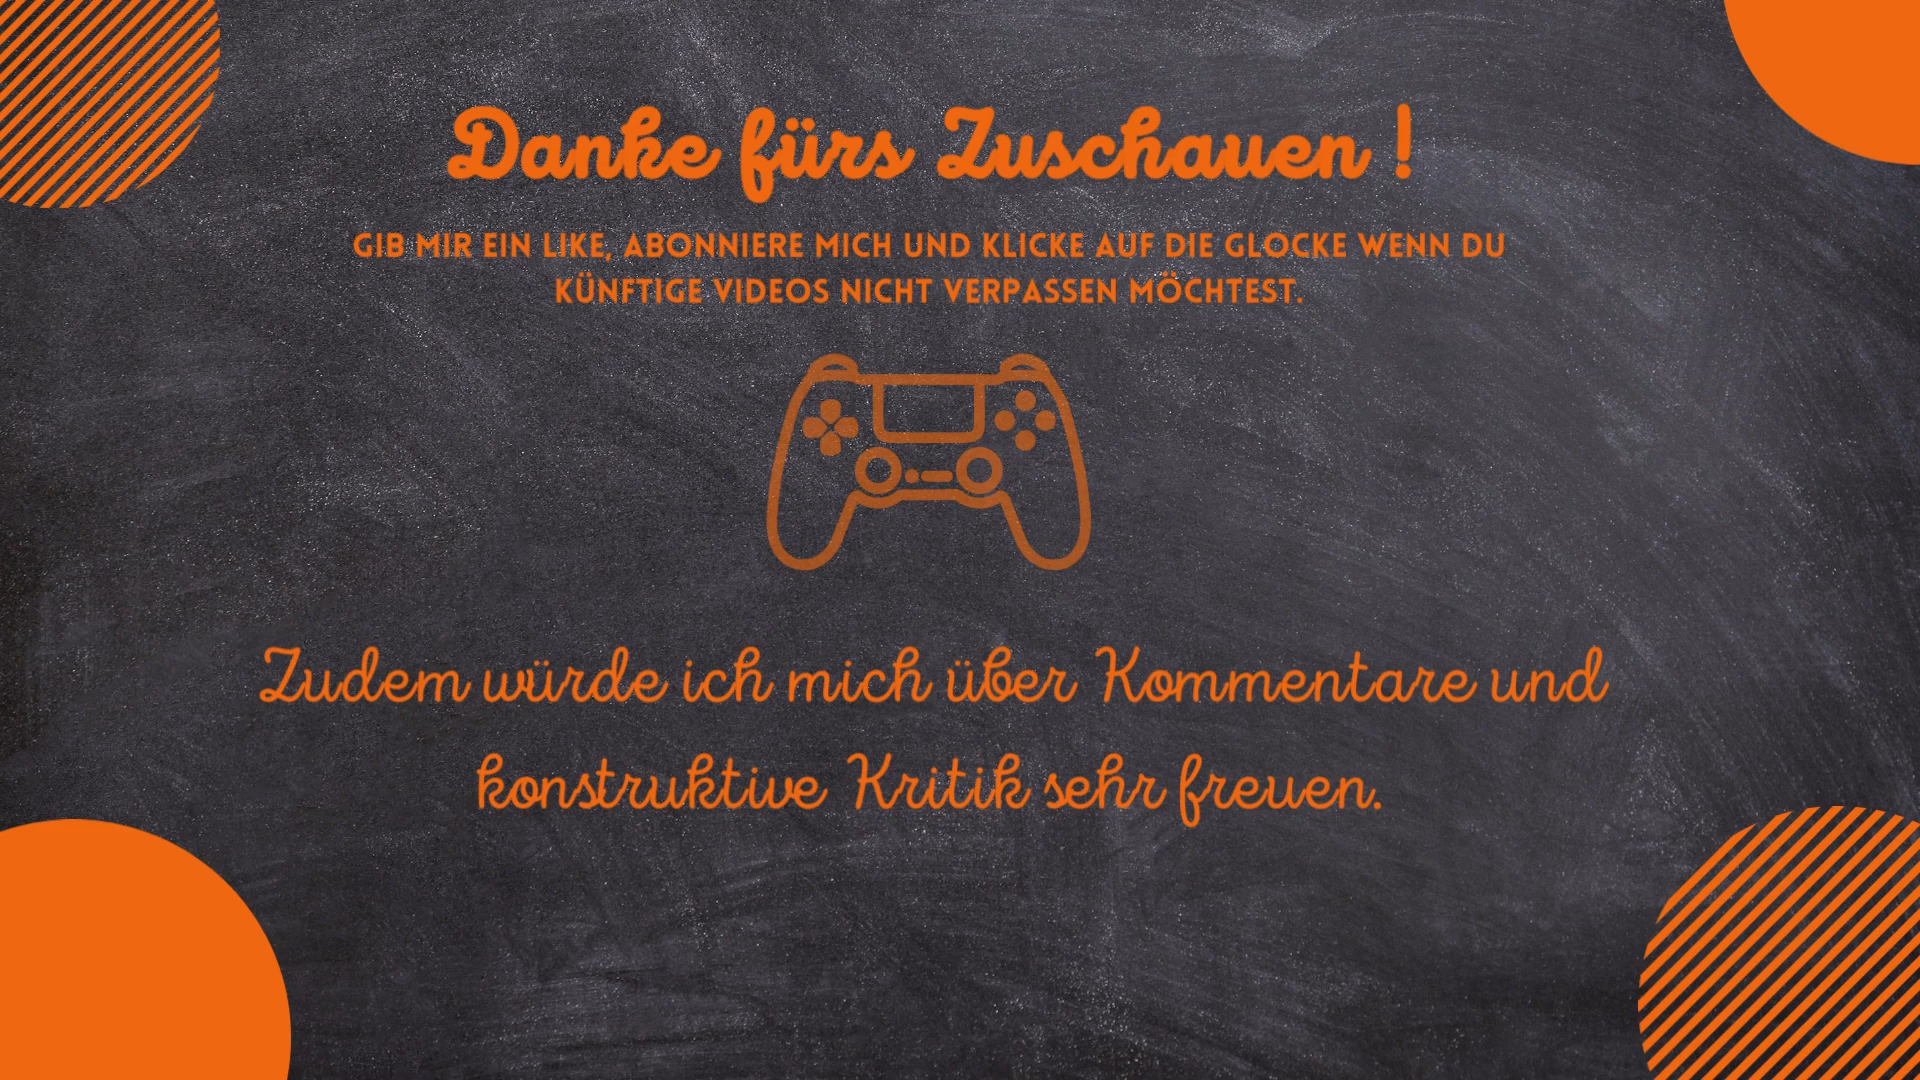 Danke fürs Zuschauen !
GIB MIR EIN LIKE, ABONNIERE MICH UND KLICKE AUF DIE GLOCKE WENN DU
KÜNFTIGE VIDEOS NICHT VERPASSEN MÖCHTEST.
Zudem würde ich mich über Kommentare und
konstruktive Kritik sehr freuen.